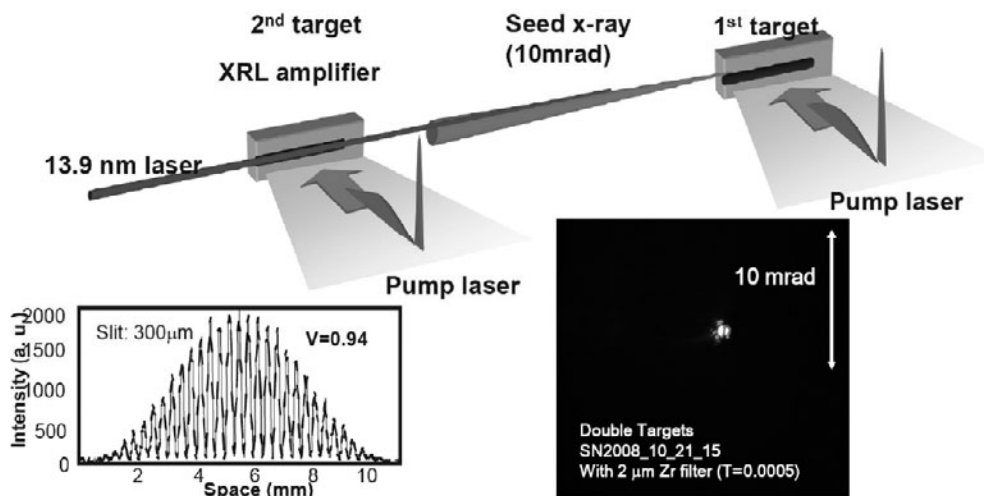 2nd target
XRL amplifier
Seed x-ray
(10mrad)
1st target
13.9 nm laser
Pump laser
Pump laser
10 mrad
Double Targets
SN2008_10_21_15
With 2 μm Zr filter (T=0.0005)
Slit: 300μm
V=0.94
Intensity (a. u.)
2000
1500
1000
500
0
2 4 6 8 10
Space (mm)